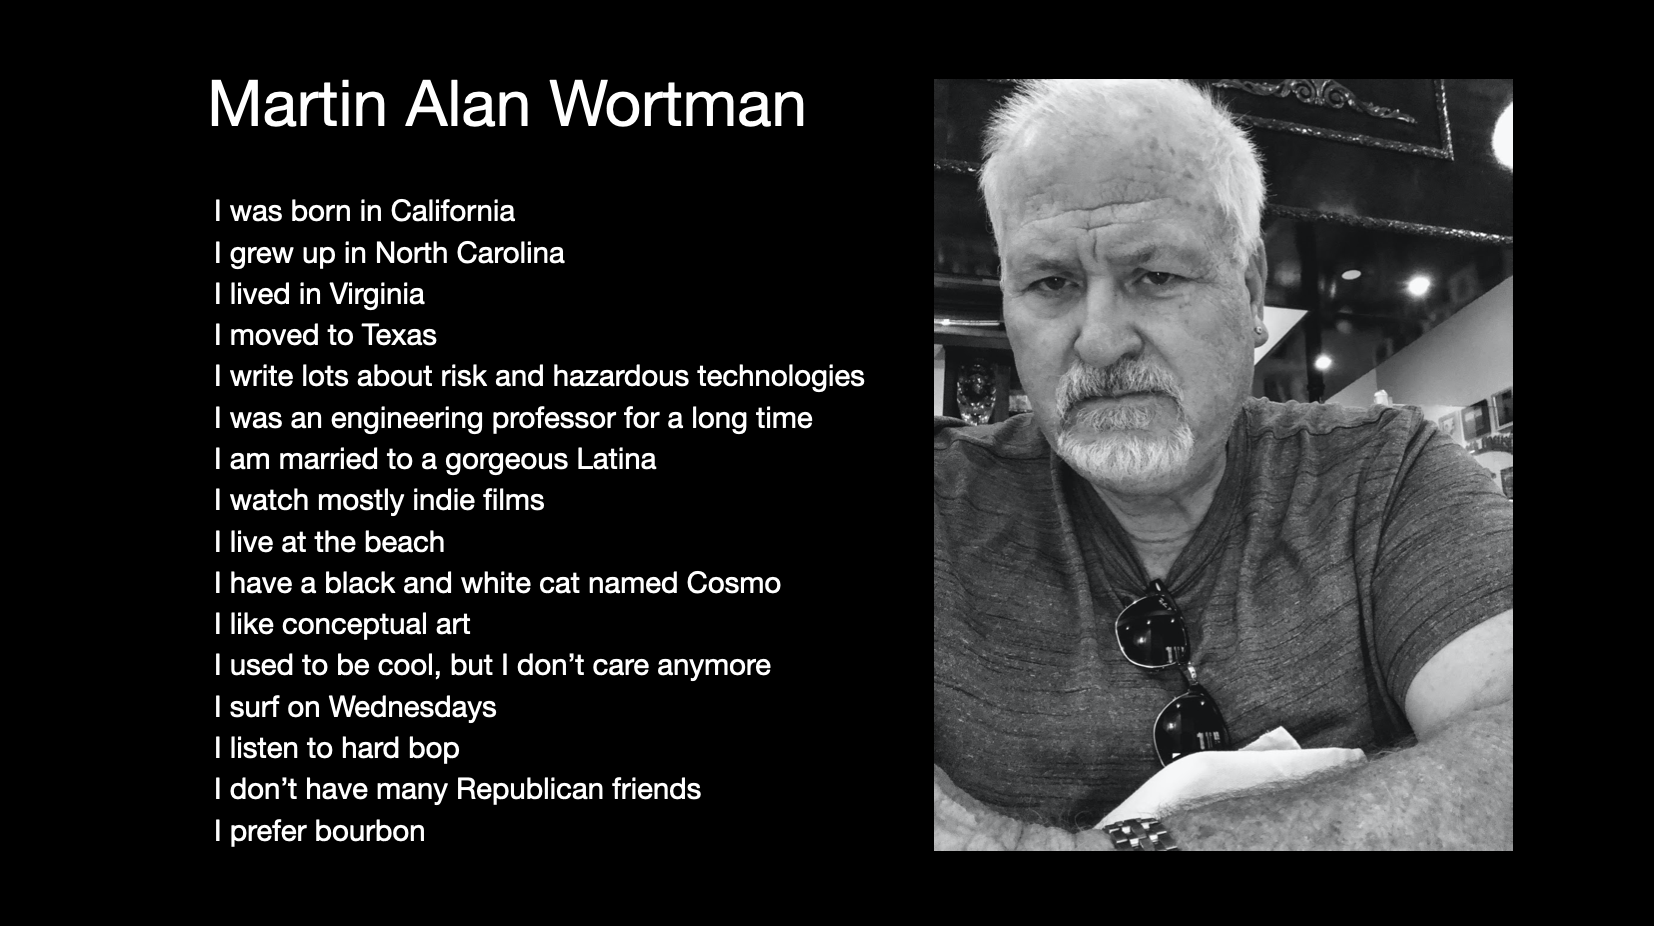 Martin Alan Wortman
I was born in California
I grew up in North Carolina
I lived in Virginia
I moved to Texas
I write lots about risk and hazardous technologies
I was an engineering professor for a long time
I am married to a gorgeous Latina
I watch mostly indie films
I live at the beach
I have a black and white cat named Cosmo
I like conceptual art
I used to be cool, but I don’t care anymore
I surf on Wednesdays
I listen to hard bop
I don’t have many Republican friends
I prefer bourbon